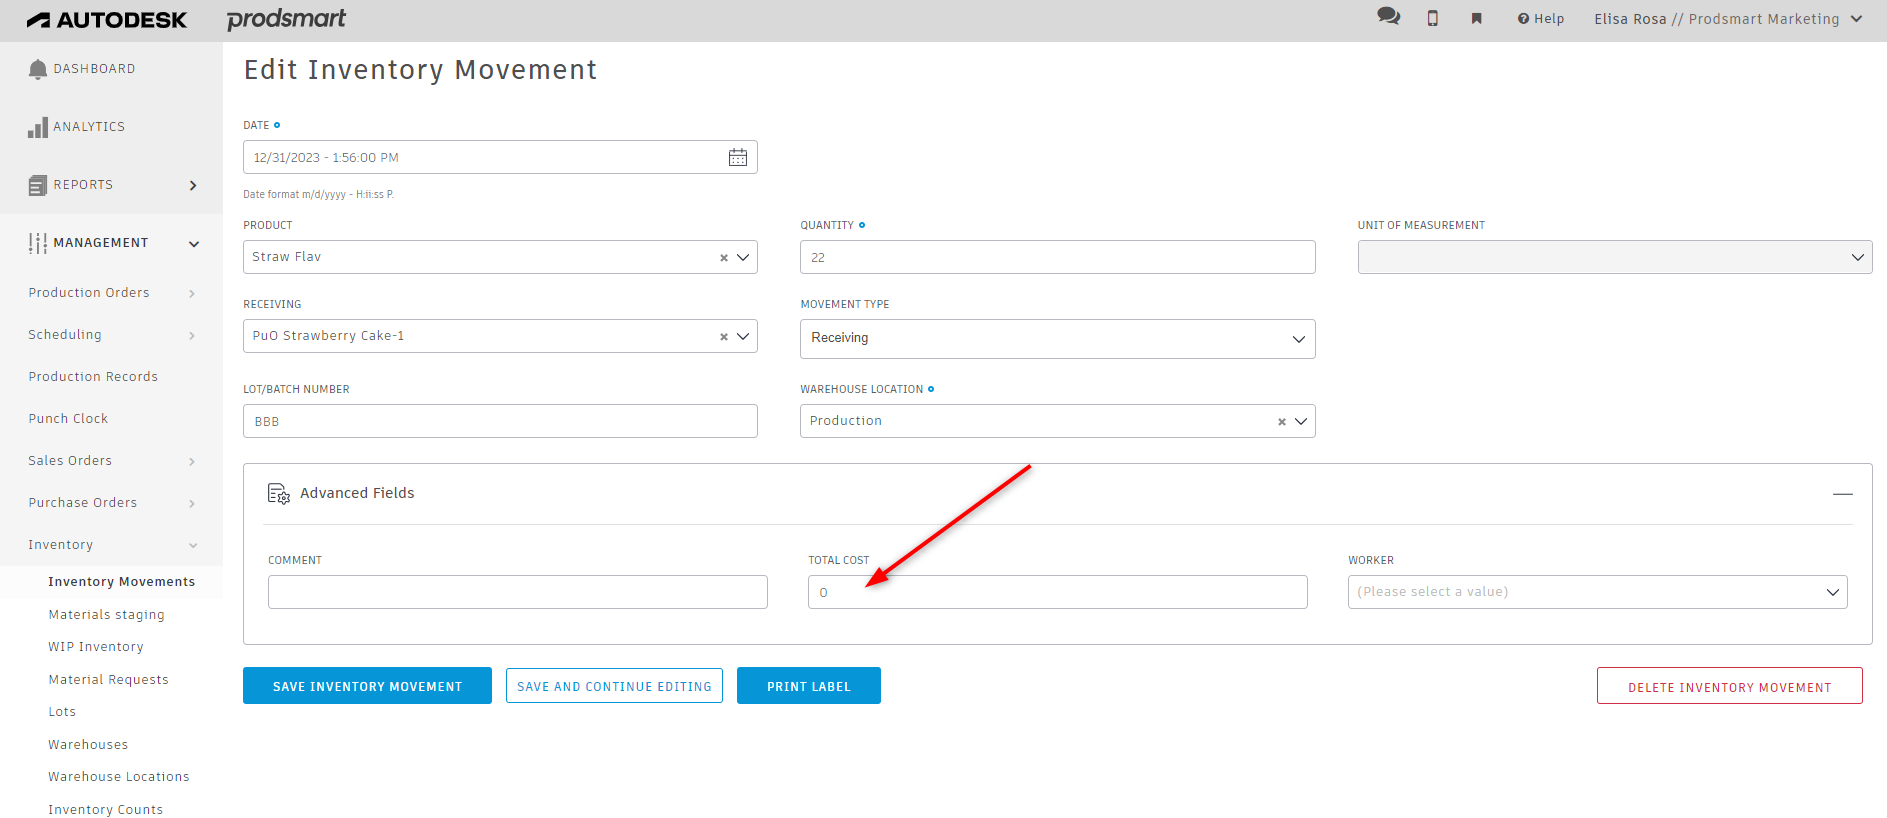 AUTODESK prodsmart Help Elisa Rosa // Prodsmart Marketing
DASHBOARD
ANALYTICS
REPORTS
MANAGEMENT
Production Orders
Scheduling
Production Records
Punch Clock
Sales Orders
Purchase Orders
Inventory
Inventory Movements
Materials staging
WIP Inventory
Material Requests
Lots
Warehouses
Warehouse Locations
Inventory Counts
Edit Inventory Movement
DATE
12/31/2023 - 1:56:00 PM
Date format m/d/yyyy - H:ii:ss P.
PRODUCT QUANTITY UNIT OF MEASUREMENT
Straw Flav 22
RECEIVING MOVEMENT TYPE
PuO Strawberry Cake-1 Receiving
LOT/BATCH NUMBER WAREHOUSE LOCATION
BBB Production
Advanced Fields
COMMENT TOTAL COST WORKER
0 (Please select a value)
SAVE INVENTORY MOVEMENT SAVE AND CONTINUE EDITING PRINT LABEL DELETE INVENTORY MOVEMENT